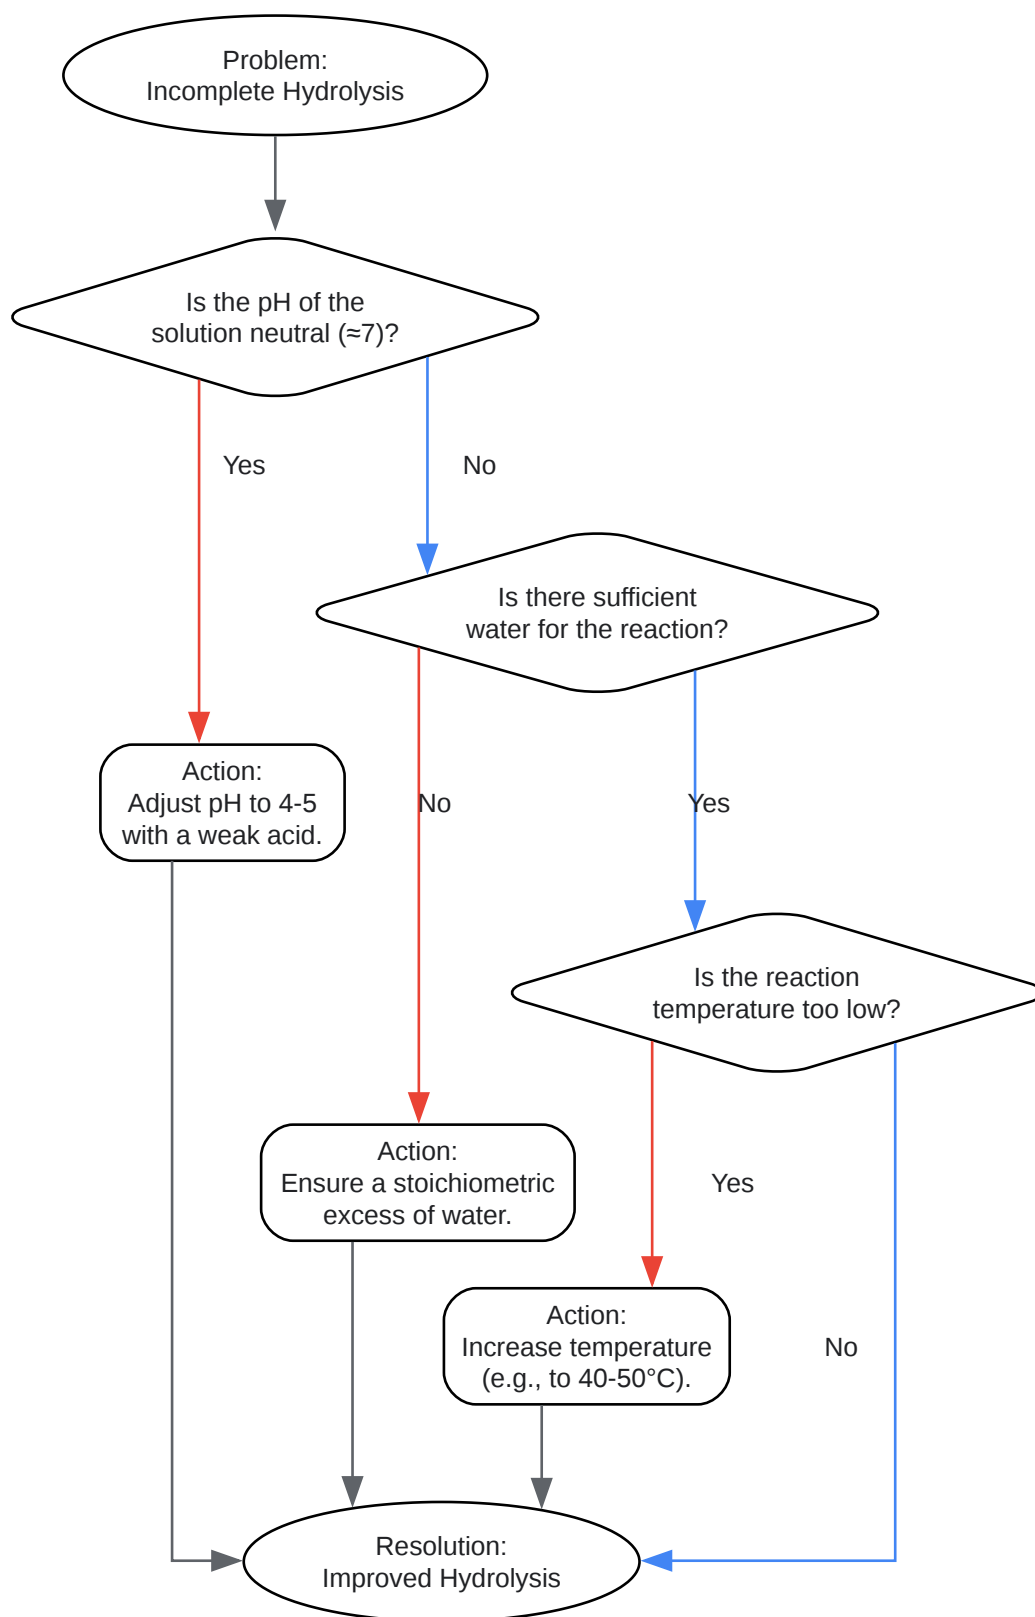 Problem:
Incomplete Hydrolysis
Is the pH of the
solution neutral (≈7)?
Yes
No
Is there sufficient
water for the reaction?
Action:
Adjust pH to 4-5
with a weak acid.
No
Yes
Is the reaction
temperature too low?
Action:
Ensure a stoichiometric
excess of water.
Yes
Action:
Increase temperature
(e.g., to 40-50°C).
No
Resolution:
Improved Hydrolysis